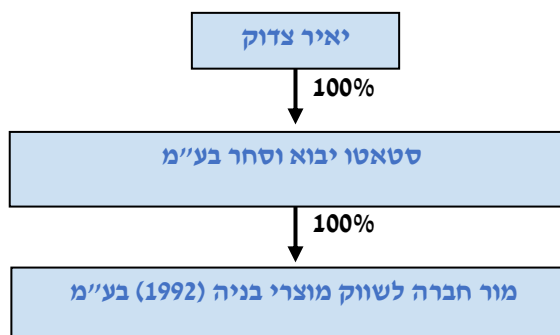 יאיר צדוק
100%
סטאטו יבוא וסחר בע"מ
100%
מור חברה לשווק מוצרי בניה (1992) בע"מ